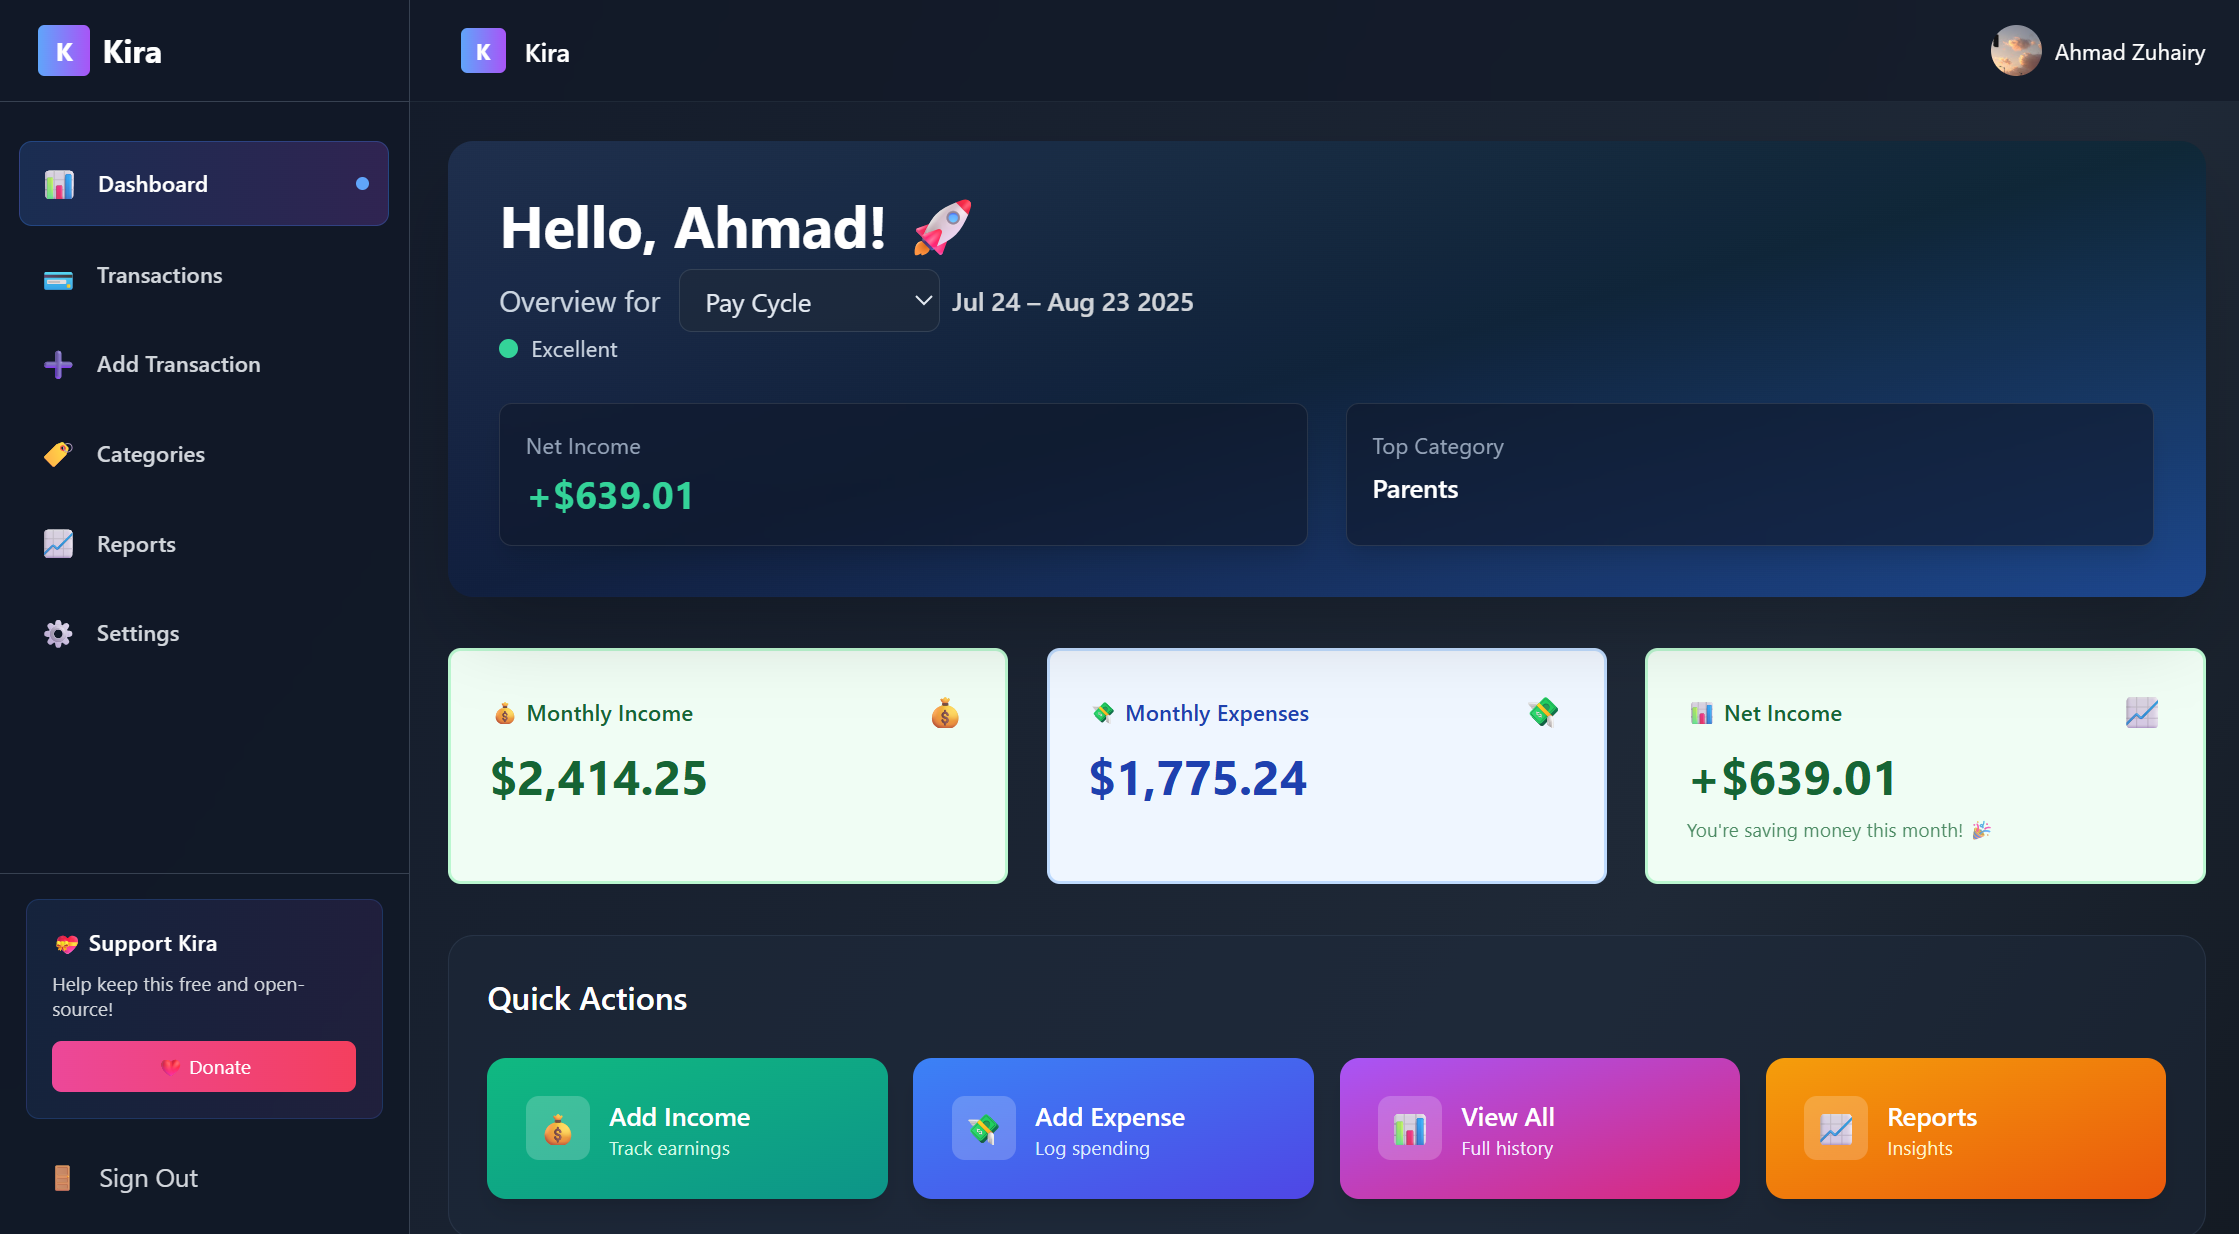 K Kira
Dashboard
Transactions
Add Transaction
Categories
Reports
Settings
Support Kira
Help keep this free and open-
source!
Donate
Sign Out
K Kira
Ahmad Zuhairy
Hello, Ahmad!
Overview for Pay Cycle Jul 24 – Aug 23 2025
Excellent
Net Income
+$639.01
Top Category
Parents
Monthly Income
$2,414.25
Monthly Expenses
$1,775.24
Net Income
+$639.01
You're saving money this month!
Quick Actions
Add Income
Track earnings
Add Expense
Log spending
View All
Full history
Reports
Insights